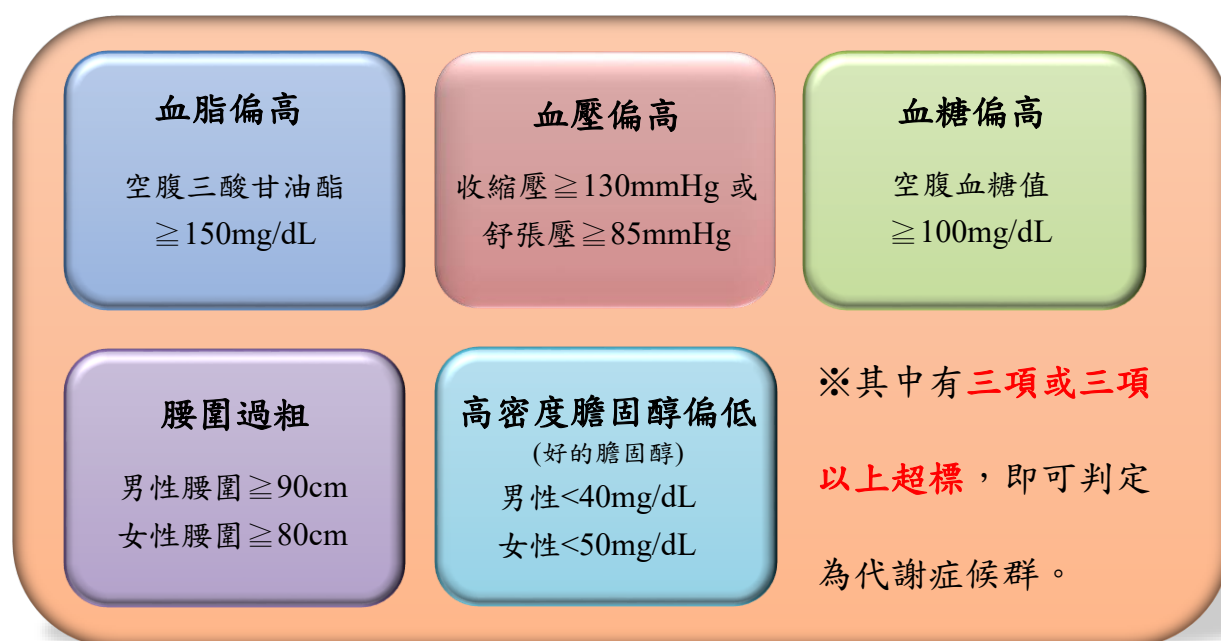 血脂偏高
空腹三酸甘油酯
≧150mg/dL
血壓偏高
收縮壓≧130mmHg 或
舒張壓≧85mmHg
血糖偏高
空腹血糖值
≧100mg/dL
腰圍過粗
男性腰圍≧90cm
女性腰圍≧80cm
高密度膽固醇偏低
(好的膽固醇)
男性<40mg/dL
女性<50mg/dL
※其中有三項或三項
以上超標，即可判定
為代謝症候群。